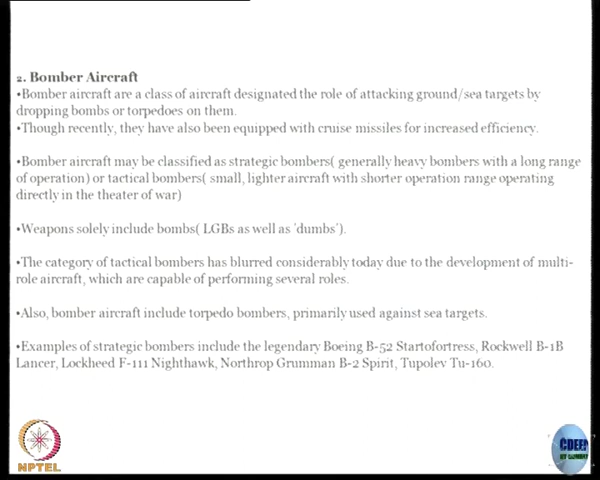 2. Bomber Aircraft
•Bomber aircraft are a class of aircraft designated the role of attacking ground/sea targets by
dropping bombs or torpedoes on them.
•Though recently, they have also been equipped with cruise missiles for increased efficiency.
•Bomber aircraft may be classified as strategic bombers( generally heavy bombers with a long range
of operation) or tactical bombers( small, lighter aircraft with shorter operation range operating
directly in the theater of war)
•Weapons solely include bombs( LGBs as well as 'dumbs').
•The category of tactical bombers has blurred considerably today due to the development of multi-
role aircraft, which are capable of performing several roles.
•Also, bomber aircraft include torpedo bombers, primarily used against sea targets.
•Examples of strategic bombers include the legendary Boeing B-52 Startofortress, Rockwell B-1B
Lancer, Lockheed F-111 Nighthawk, Northrop Grumman B-2 Spirit, Tupolev Tu-160.
NPTEL
CDEEP